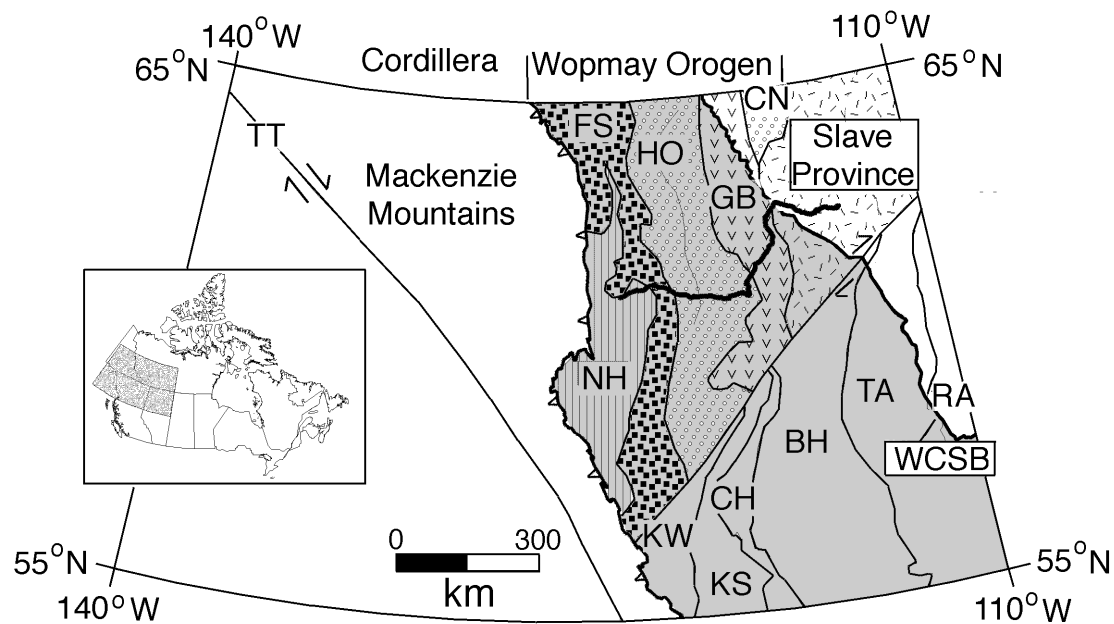 140°W
110°W
65°N
Cordillera
Wopmay Orogen
65°N
CN
FS
TT
HO
Slave
Province
Mackenzie
Mountains
GB
NH
TA
RA
BH
WCSB
CH
KW
0
300
km
KS
55°N
55°N
140°W
110°W